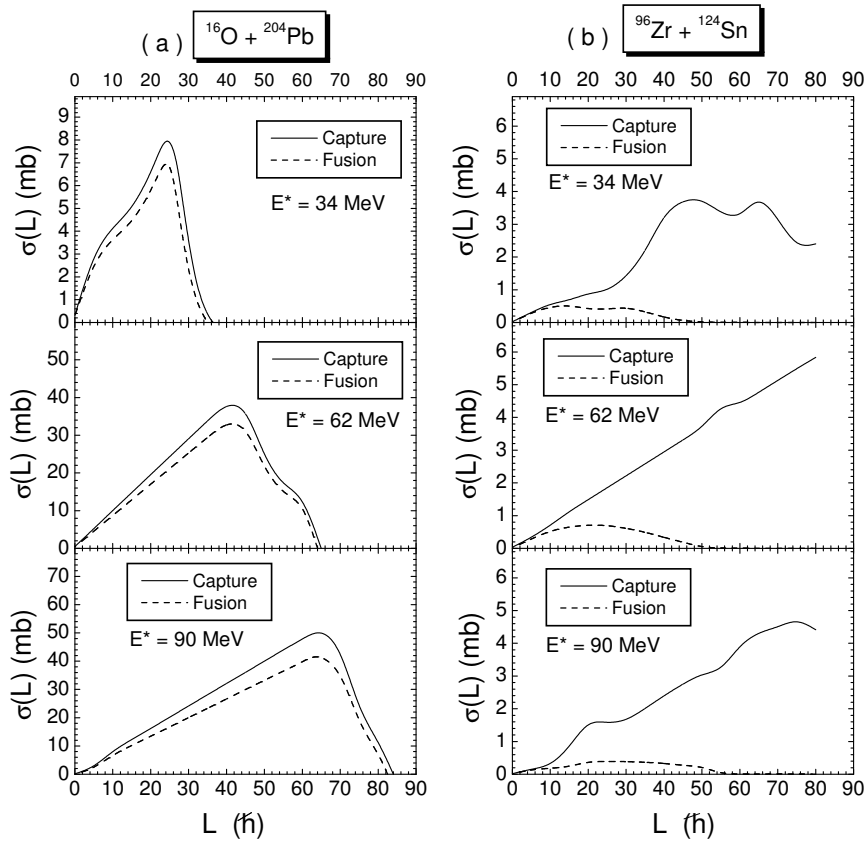 ( a )
¹⁶O + ²⁰⁴Pb
( b )
⁹⁶Zr + ¹²⁴Sn
0 10 20 30 40 50 60 70 80 90
0 10 20 30 40 50 60 70 80 90
9
8
7
6
5
4
3
2
1
0
σ(L) (mb)
Capture
Fusion
E* = 34 MeV
6
5
4
3
2
1
0
σ(L) (mb)
Capture
Fusion
E* = 34 MeV
50
40
30
20
10
0
σ(L) (mb)
Capture
Fusion
E* = 62 MeV
6
5
4
3
2
1
0
σ(L) (mb)
Capture
Fusion
E* = 62 MeV
70
60
50
40
30
20
10
0
σ(L) (mb)
Capture
Fusion
E* = 90 MeV
6
5
4
3
2
1
0
σ(L) (mb)
Capture
Fusion
E* = 90 MeV
0 10 20 30 40 50 60 70 80 90
0 10 20 30 40 50 60 70 80 90
L (ħ)
L (ħ)